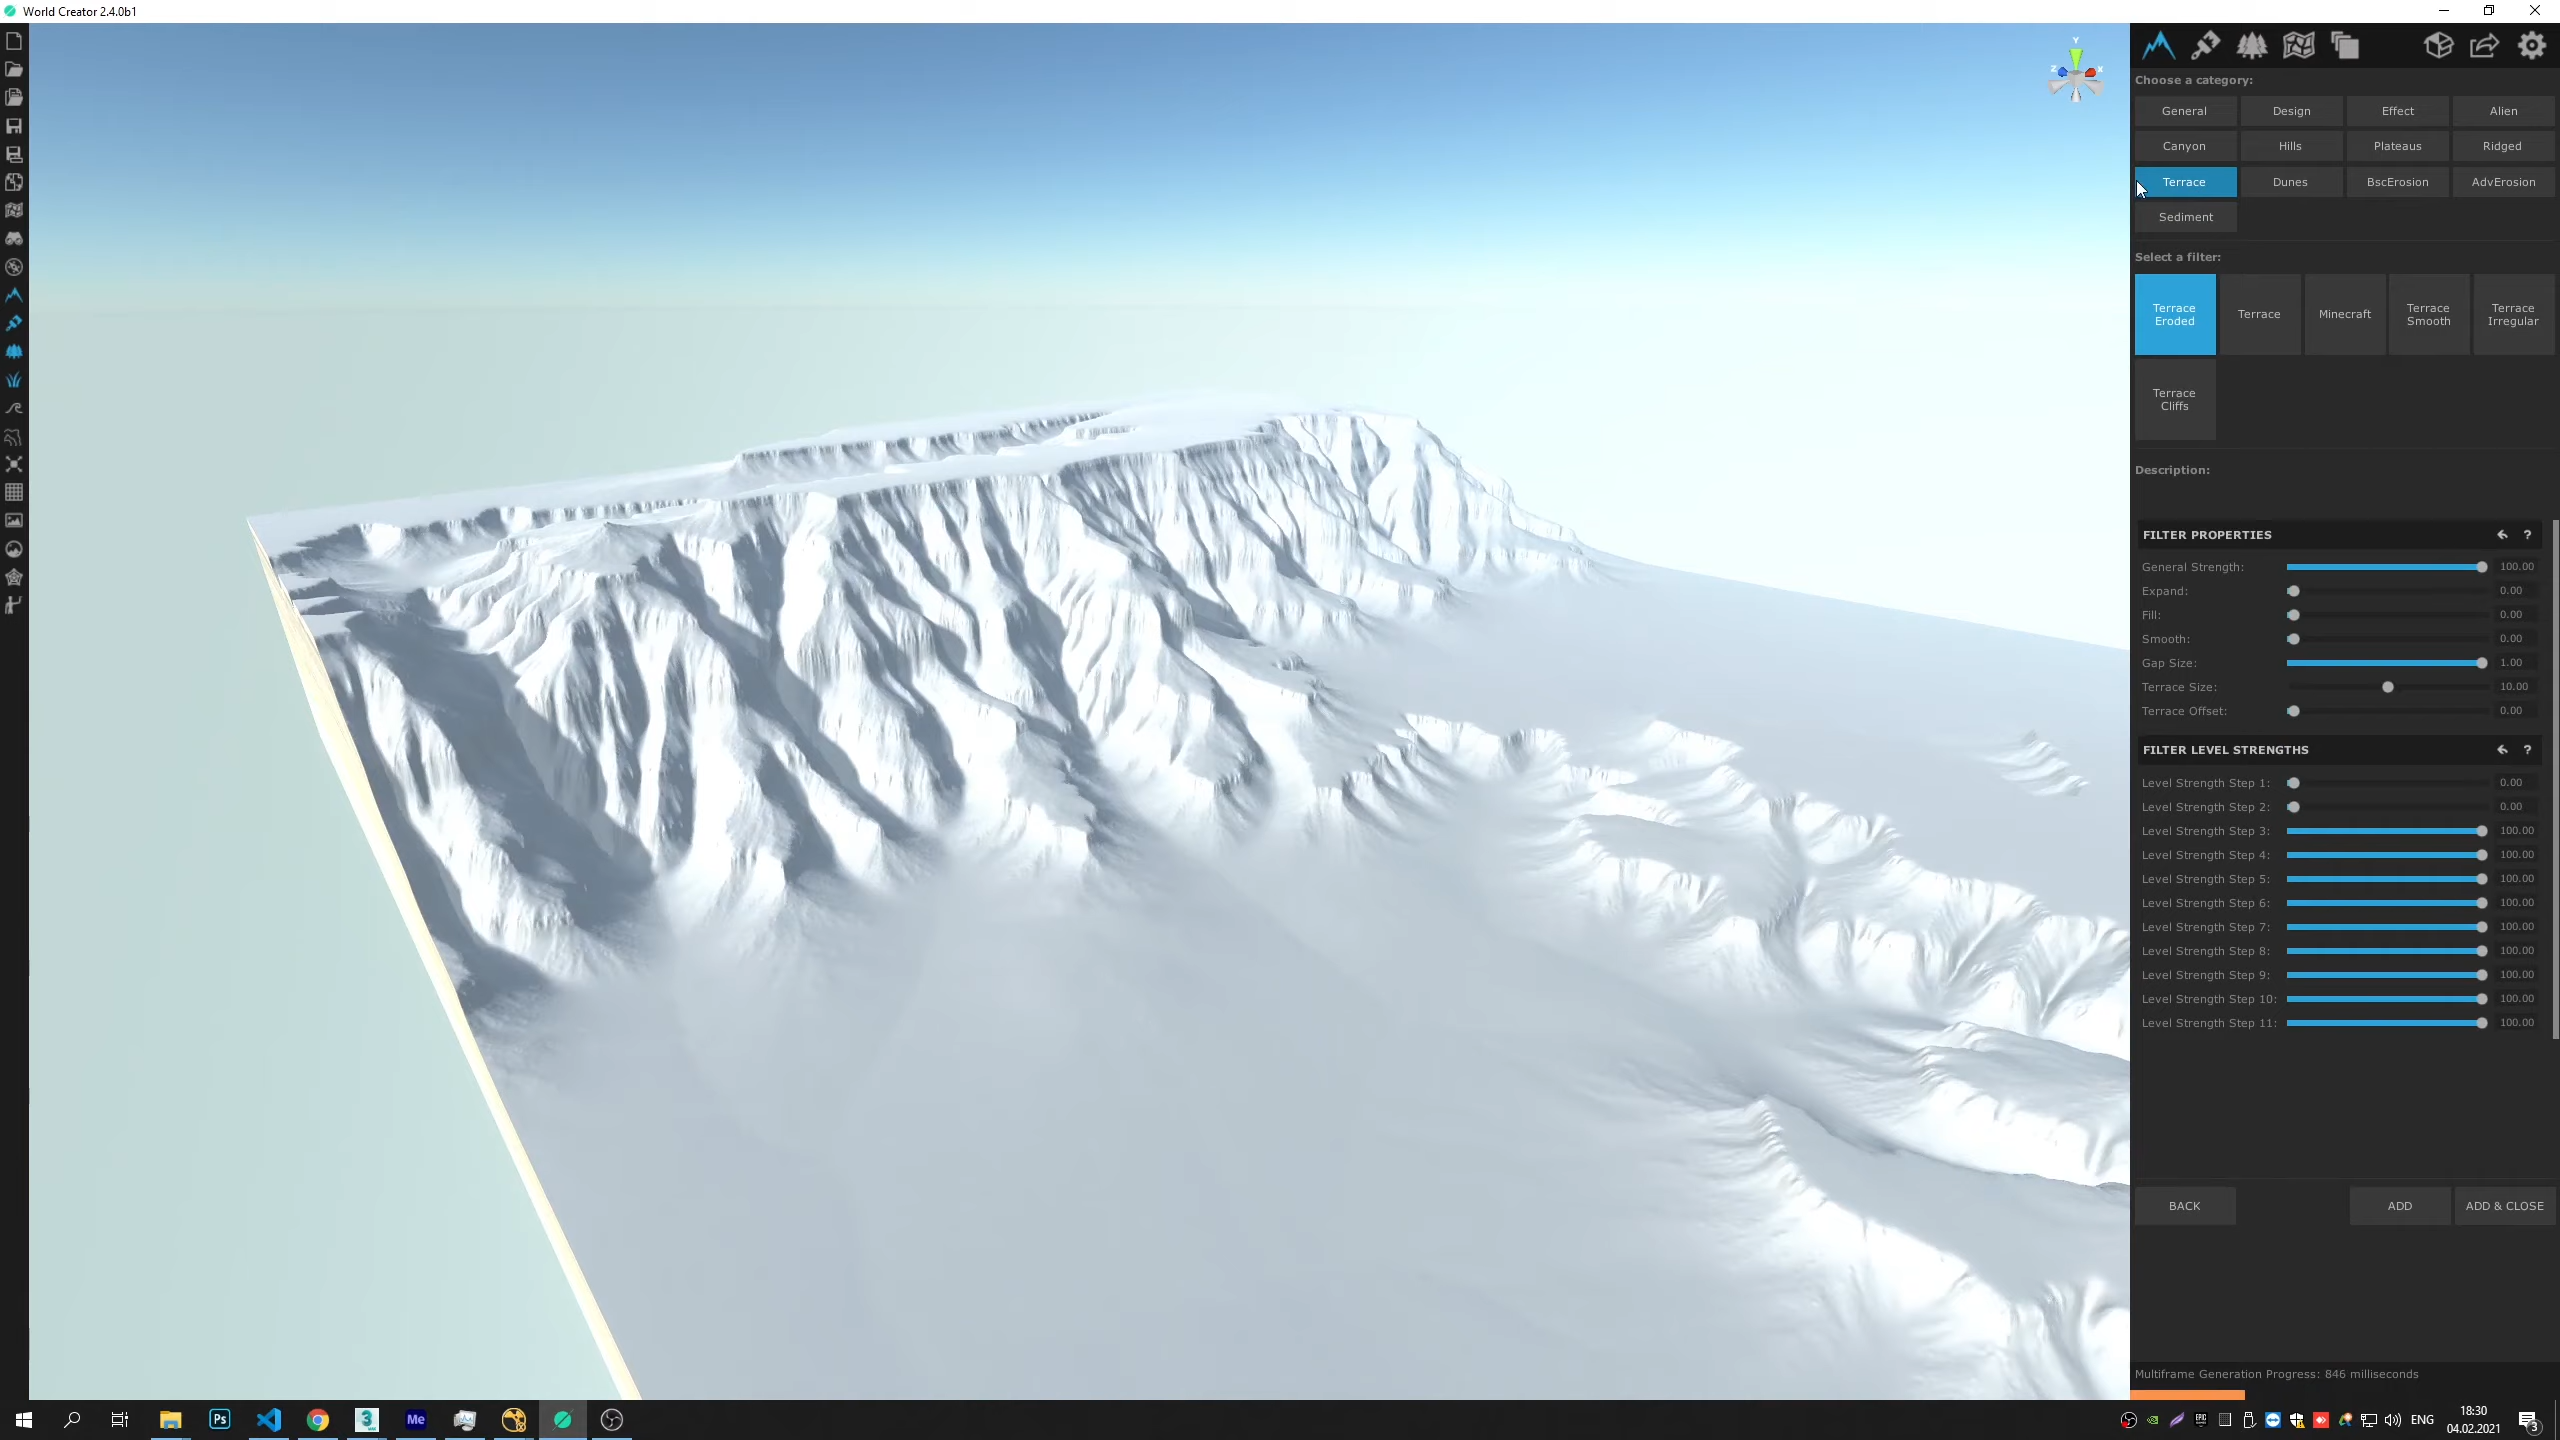 World Creator 2.4.0b1
Y
Z
X
Choose a category:
General
Design
Effect
Alien
Canyon
Hills
Plateaus
Ridged
Terrace
Dunes
BscErosion
AdvErosion
Sediment
Select a filter:
Terrace
Eroded
Terrace
Minecraft
Terrace
Smooth
Terrace
Irregular
Terrace
Cliffs
Description:
FILTER PROPERTIES ?
General Strength: 100.00
Expand: 0.00
Fill: 0.00
Smooth: 0.00
Gap Size: 1.00
Terrace Size: 10.00
Terrace Offset: 0.00
FILTER LEVEL STRENGTHS ?
Level Strength Step 1: 0.00
Level Strength Step 2: 0.00
Level Strength Step 3: 100.00
Level Strength Step 4: 100.00
Level Strength Step 5: 100.00
Level Strength Step 6: 100.00
Level Strength Step 7: 100.00
Level Strength Step 8: 100.00
Level Strength Step 9: 100.00
Level Strength Step 10: 100.00
Level Strength Step 11: 100.00
BACK
ADD
ADD & CLOSE
Multiframe Generation Progress: 846 milliseconds
Ps
3
Me
EPIC
ENG
18:30
04.02.2021
3